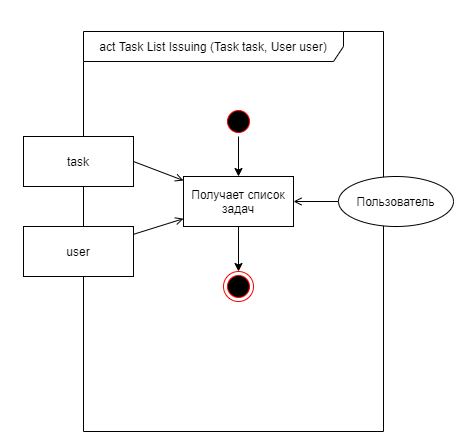 act Task List Issuing (Task task, User user)
task
Получает список
задач
Пользователь
user